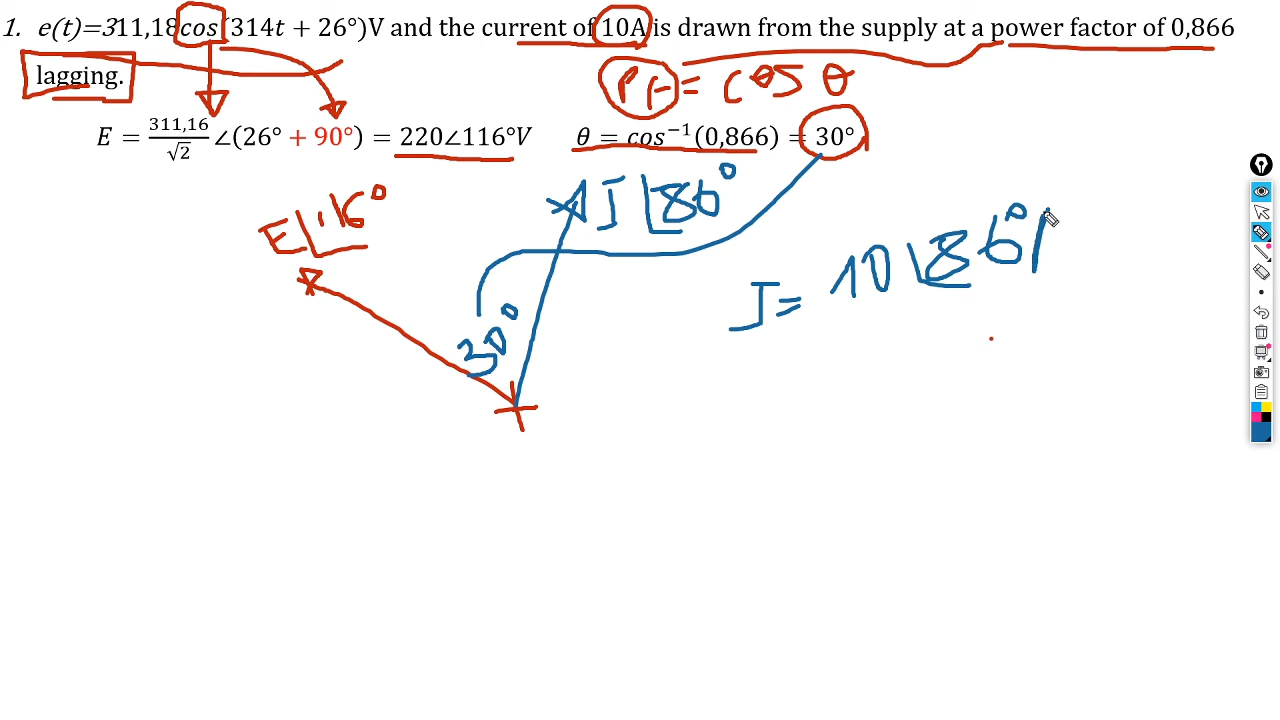 1. e(t)=311,18cos(314t + 26°)V and the current of 10A is drawn from the supply at a power factor of 0,866
lagging.
PF = cos θ
E = 311,16/√2 ∠(26° + 90°) = 220∠116°V θ = cos⁻¹(0,866) = 30°
E∠116°
I∠86°
I = 10∠86°
30°